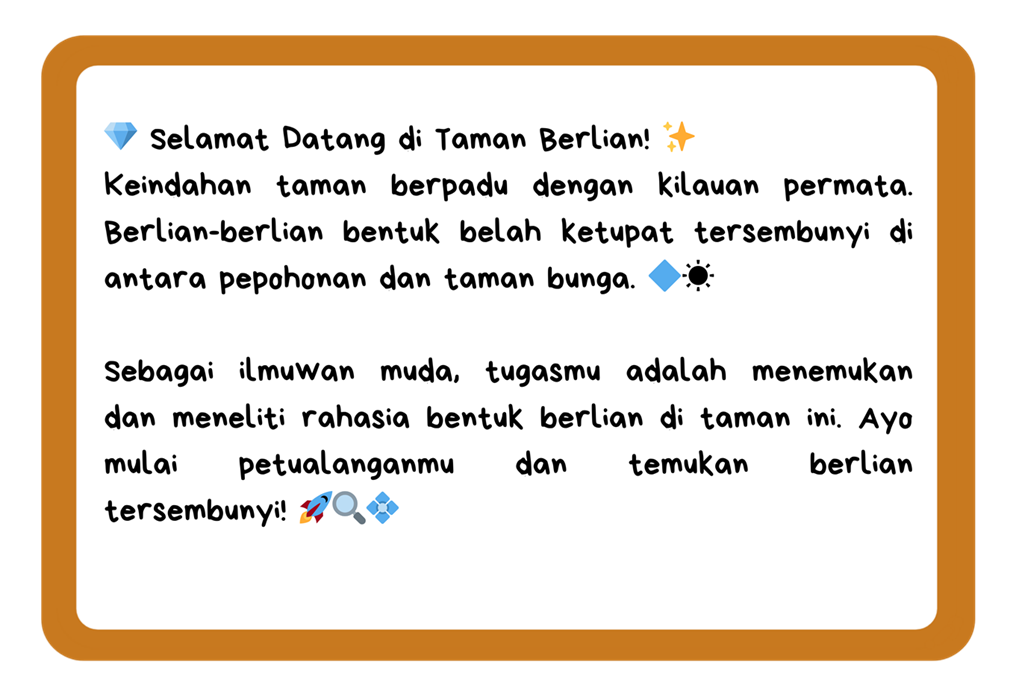 💎 Selamat Datang di Taman Berlian! ✨
Keindahan taman berpadu dengan kilauan permata.
Berlian-berlian bentuk belah ketupat tersembunyi di
antara pepohonan dan taman bunga. 🔷☀
Sebagai ilmuwan muda, tugasmu adalah menemukan
dan meneliti rahasia bentuk berlian di taman ini. Ayo
mulai petualanganmu dan temukan berlian
tersembunyi! 🚀🔍💠